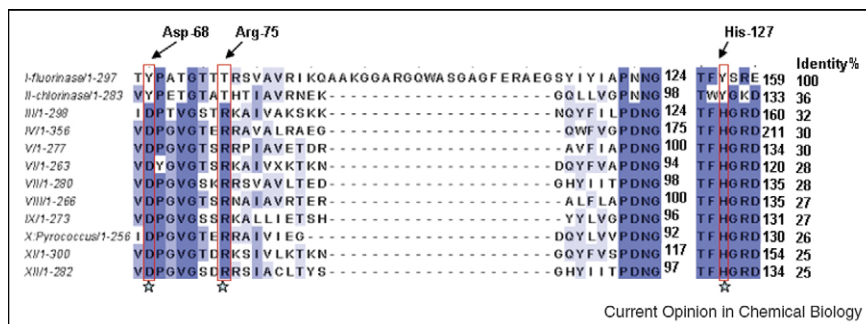 Asp-68 Arg-75 His-127
Identity%
I-fluorinase/1-297 TYPATGTTTRSVAVRIKQAAKGGARGQWASGAGFERAEGSYIYIAPNNG 124 TFYSRE 159 100
II-chlorinase/1-283 VYPETGTATHTIAVRNEK---------------------GQLLVGPNNG 98 TWYGKD 133 36
III/1-298 IDPTVGSTRKAIVAKSKK---------------------NQYFILPDNG 124 TFHGRD 160 32
IV/1-356 VDPGVGTERRAVALRAEG---------------------QWFVGPDNG 175 TFHGRD 211 30
V/1-277 VDPGVGTSRRPIAVETDR---------------------AVFIAPDNG 100 TFHGRD 134 30
VI/1-263 VDYGVGTSRKAIVXKTKN---------------------DQYFVAPDNG 94 TFHGRD 120 28
VII/1-280 VDPGVGSKRRSVAVLTED---------------------GHYIITPDNG 98 TFHGRD 135 28
VIII/1-266 VDPGVGTSRNAIAVRTER---------------------ALFLAPDNG 100 TFHGRD 135 27
IX/1-273 VDPGVGSSRKALLIETSH---------------------YYLVGPDNG 96 TFHGRD 131 27
X:Pyrococcus/1-256 IDPGVGTERRAIVIEG-----------------------DQYLVVPDNG 92 TFHGRD 130 26
XI/1-300 VDPGVGTDRKSIVLKTKN---------------------GQYFVSPDNG 117 TFHGRD 154 25
XII/1-282 VDPGVGSDRRSIACLTYS---------------------GHYIITPDNG 97 TFHGRD 134 25
Current Opinion in Chemical Biology